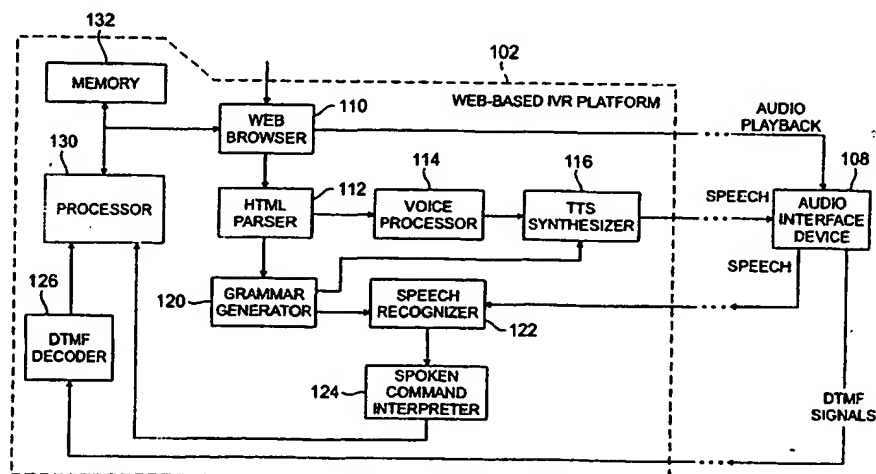 132
102
MEMORY
WEB-BASED IVR PLATFORM
110
WEB
BROWSER
AUDIO
PLAYBACK
130
PROCESSOR
112
HTML
PARSER
114
VOICE
PROCESSOR
116
TTS
SYNTHESIZER
SPEECH
108
AUDIO
INTERFACE
DEVICE
SPEECH
126
DTMF
DECODER
120
GRAMMAR
GENERATOR
SPEECH
RECOGNIZER
122
124
SPOKEN
COMMAND
INTERPRETER
DTMF
SIGNALS